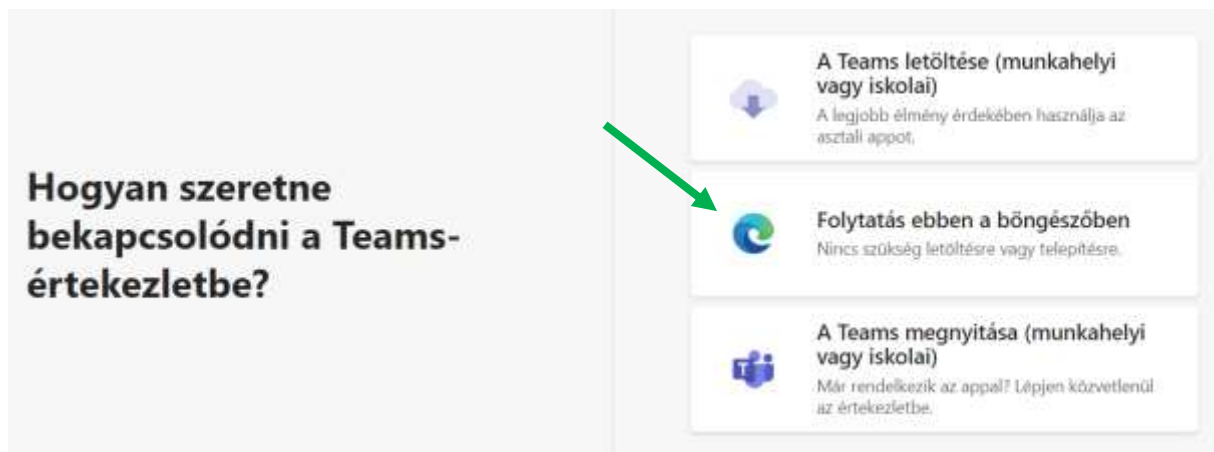 Hogyan szeretne
bekapcsolódni a Teams-
értekezletbe?
A Teams letöltése (munkahelyi
vagy iskolai)
A legjobb élmény érdekében használja az
asztali appot.
Folytatás ebben a böngészőben
Nincs szükség letöltésre vagy telepítésre.
A Teams megnyitása (munkahelyi
vagy iskolai)
Már rendelkezik az appal? Lépjen közvetlenül
az értekezletbe.